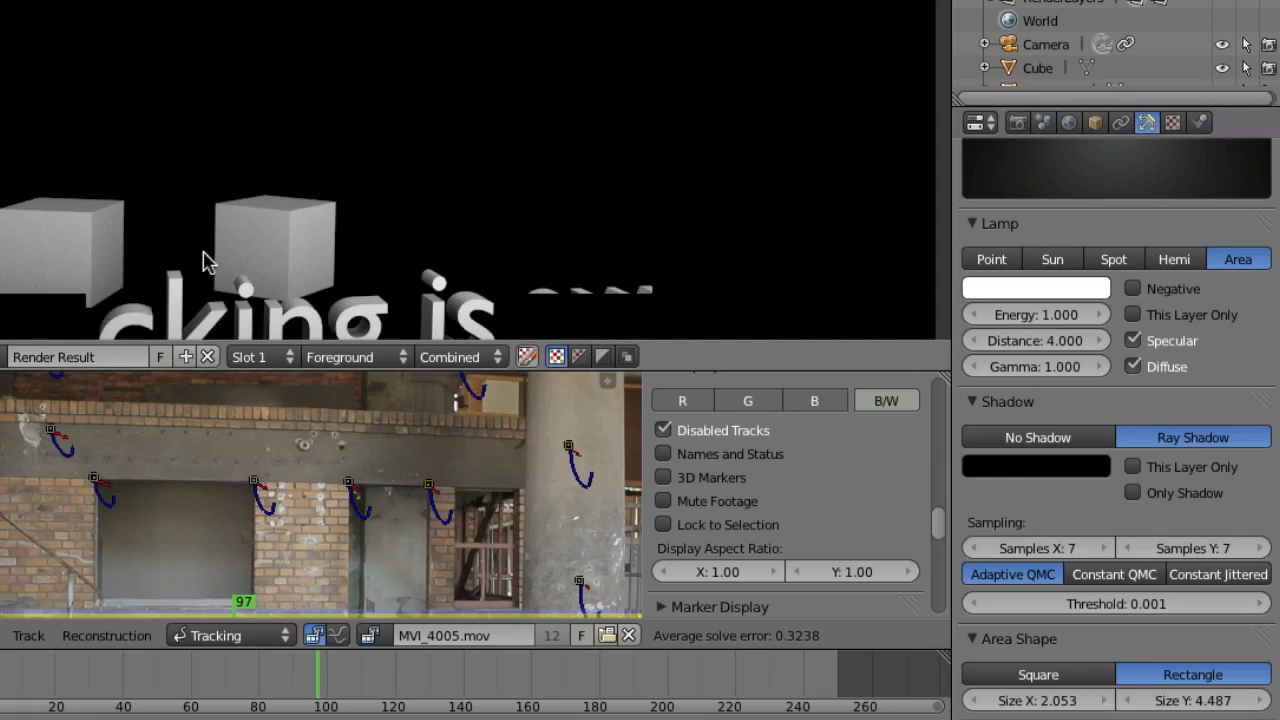 RenderLayers
World
Camera
Cube
cking is
Lamp
Point Sun Spot Hemi Area
Negative
Energy: 1.000 This Layer Only
Distance: 4.000 Specular
Gamma: 1.000 Diffuse
Render Result F Slot 1 Foreground Combined
Shadow
R G B B/W
No Shadow Ray Shadow
Disabled Tracks
Names and Status
This Layer Only
3D Markers
Only Shadow
Mute Footage
Lock to Selection
Sampling:
Display Aspect Ratio:
Samples X: 7 Samples Y: 7
X: 1.00 Y: 1.00
Adaptive QMC Constant QMC Constant Jittered
97
Marker Display
Threshold: 0.001
Track Reconstruction Tracking MVI_4005.mov 12 F Average solve error: 0.3238
Area Shape
Square Rectangle
Size X: 2.053 Size Y: 4.487
20 40 60 80 100 120 140 160 180 200 220 240 260